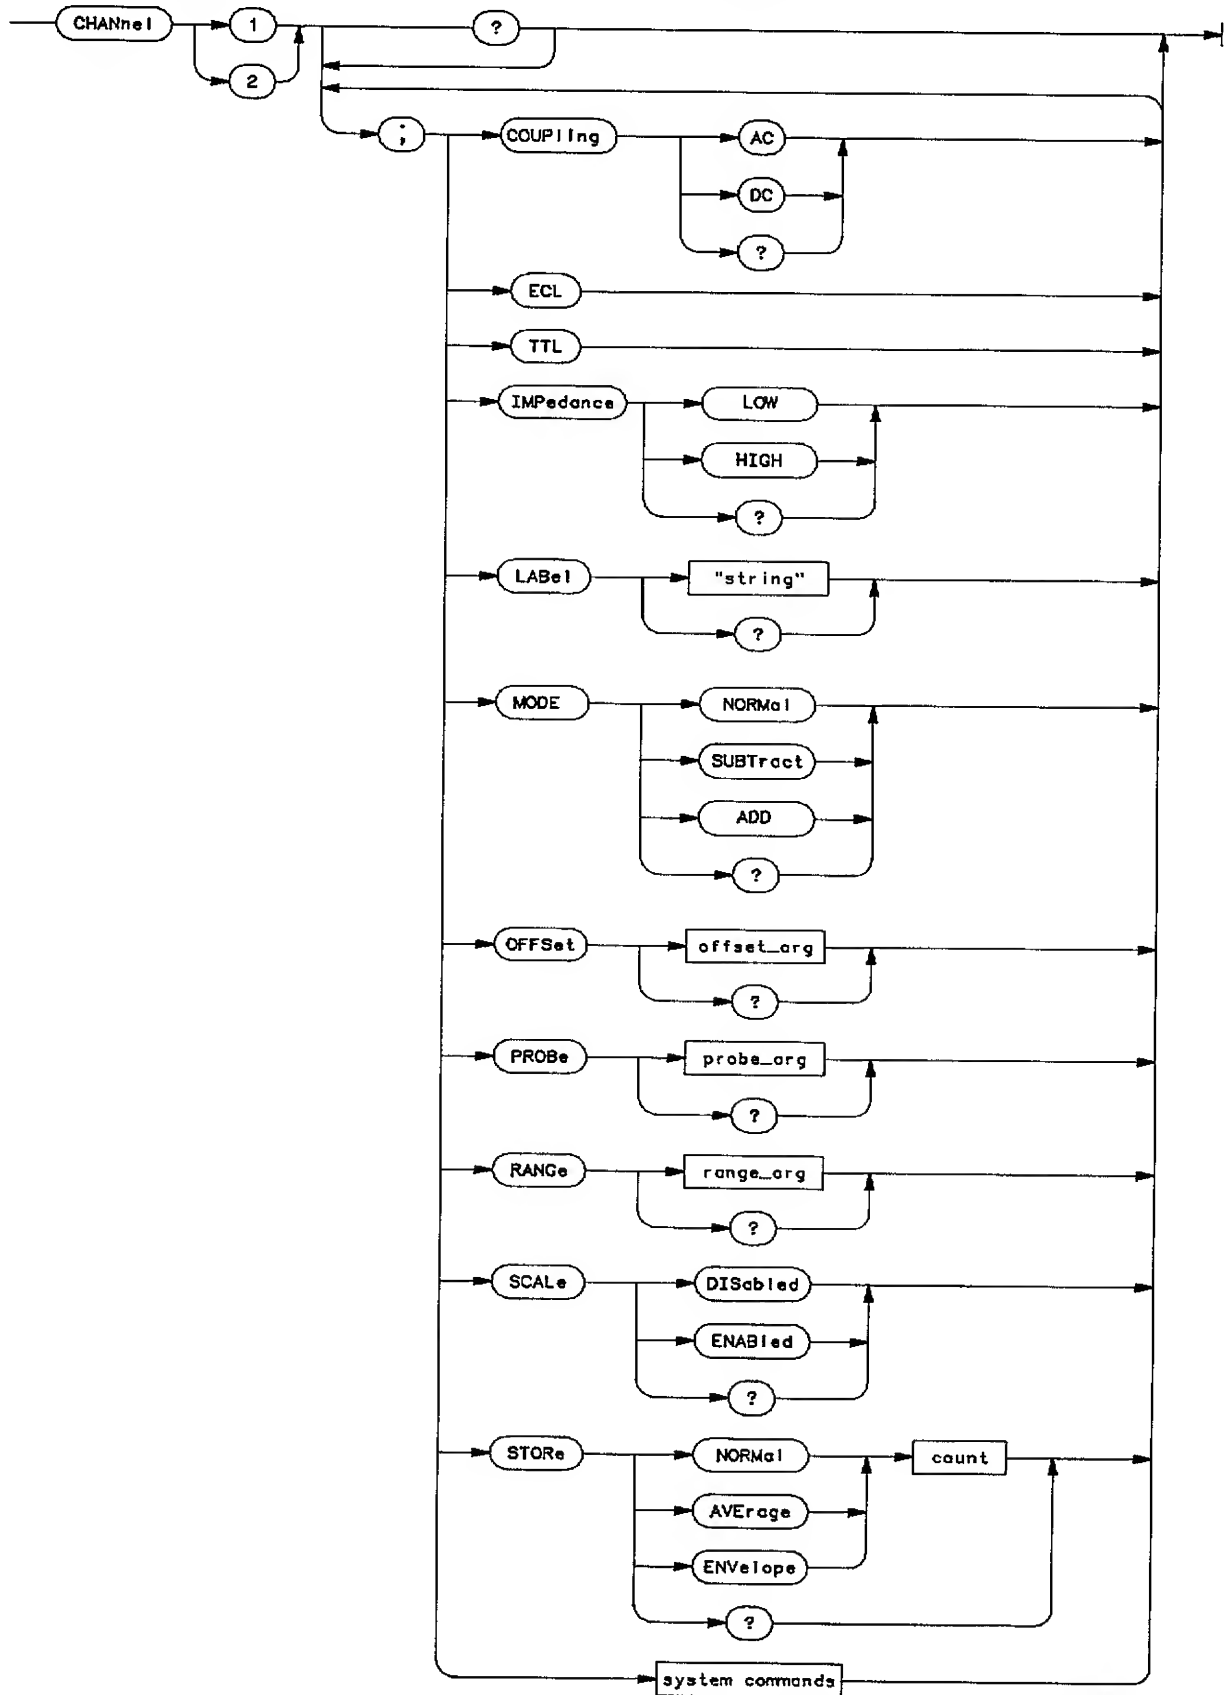 CHANnel
1
?
2
;
COUPling
AC
DC
?
ECL
TTL
IMPedance
LOW
HIGH
?
LABel
"string"
?
MODE
NORMal
SUBTract
ADD
?
OFFSet
offset_arg
?
PROBe
probe_arg
?
RANGe
range_arg
?
SCALe
DISabled
ENABled
?
STORe
NORMal
count
AVErage
ENVelope
?
system commands